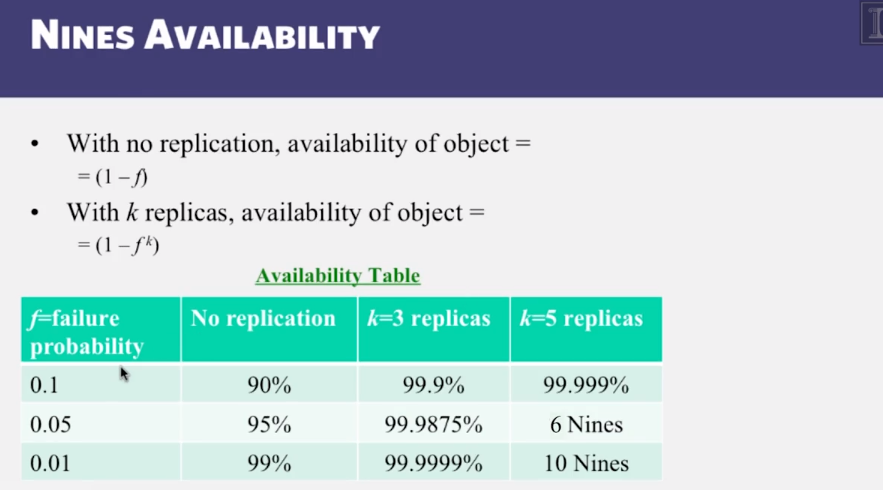 NINES AVAILABILITY
• With no replication, availability of object =
= (1 – f)
• With k replicas, availability of object =
= (1 – fᵏ)
Availability Table
f=failure probability No replication k=3 replicas k=5 replicas
0.1 90% 99.9% 99.999%
0.05 95% 99.9875% 6 Nines
0.01 99% 99.9999% 10 Nines